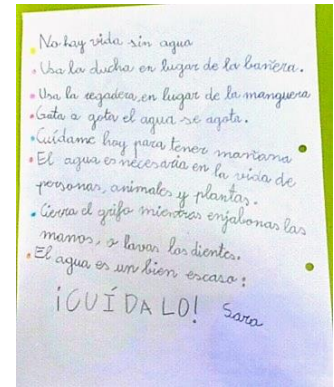 No hay vida sin agua
• Usa la ducha en lugar de la bañera.
• Usa la regadera, en lugar de la manguera
• Gota a gota el agua se agota.
• Cuídame hoy para tener mañana
• El agua es necesaria en la vida de
personas, animales y plantas.
• Cierra el grifo mientras enjabonas las
manos, o lavas los dientes.
• El agua es un bien escaso:
¡CUÍDALO! Sara